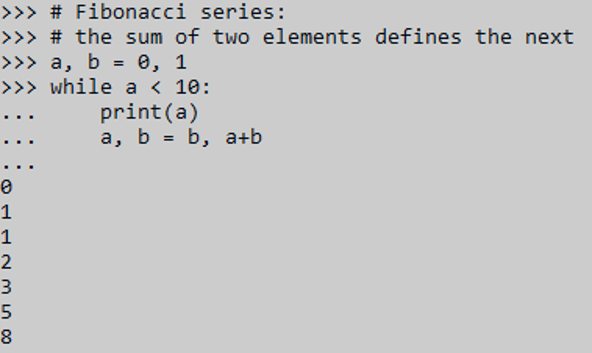 >>> # Fibonacci series:
>>> # the sum of two elements defines the next
>>> a, b = 0, 1
>>> while a < 10:
...     print(a)
...     a, b = b, a+b
...
0
1
1
2
3
5
8